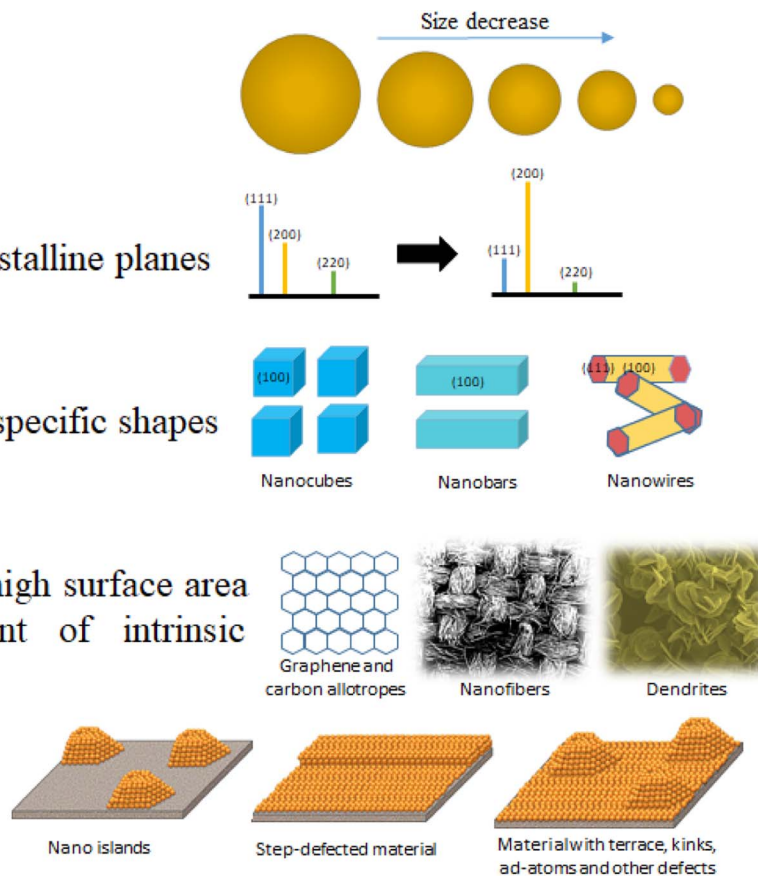 Size decrease
(111)
(200)
(220)
(200)
(111)
(220)
planes
(100)
(100)
(111) (100)
specific shapes
Nanocubes Nanobars Nanowires
high surface area
of intrinsic
Graphene and
carbon allotropes
Nanofibers
Dendrites
Nano islands
Step-defected material
Material with terrace, kinks,
ad-atoms and other defects